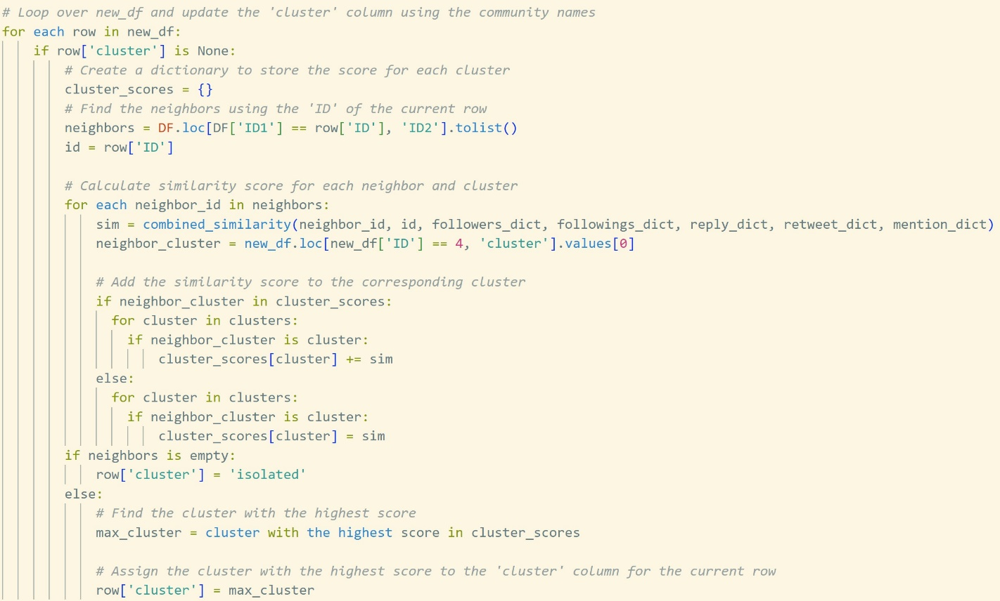 # Loop over new_df and update the 'cluster' column using the community names
for each row in new_df:
if row['cluster'] is None:
# Create a dictionary to store the score for each cluster
cluster_scores = {}
# Find the neighbors using the 'ID' of the current row
neighbors = DF.loc[DF['ID1'] == row['ID'], 'ID2'].tolist()
id = row['ID']
# Calculate similarity score for each neighbor and cluster
for each neighbor_id in neighbors:
sim = combined_similarity(neighbor_id, id, followers_dict, followings_dict, reply_dict, retweet_dict, mention_dict)
neighbor_cluster = new_df.loc[new_df['ID'] == 4, 'cluster'].values[0]
# Add the similarity score to the corresponding cluster
if neighbor_cluster in cluster_scores:
for cluster in clusters:
if neighbor_cluster is cluster:
cluster_scores[cluster] += sim
else:
for cluster in clusters:
if neighbor_cluster is cluster:
cluster_scores[cluster] = sim
if neighbors is empty:
row['cluster'] = 'isolated'
else:
# Find the cluster with the highest score
max_cluster = cluster with the highest score in cluster_scores
# Assign the cluster with the highest score to the 'cluster' column for the current row
row['cluster'] = max_cluster